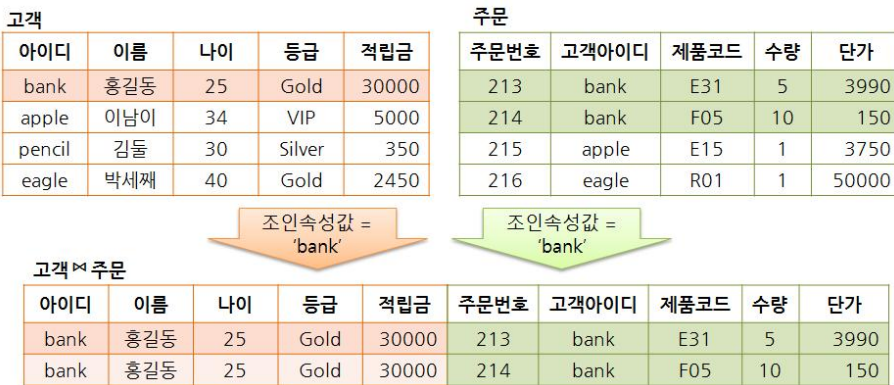 고객
아이디 이름 나이 등급 적립금
bank 홍길동 25 Gold 30000
apple 이남이 34 VIP 5000
pencil 김둘 30 Silver 350
eagle 박세째 40 Gold 2450
주문
주문번호 고객아이디 제품코드 수량 단가
213 bank E31 5 3990
214 bank F05 10 150
215 apple E15 1 3750
216 eagle R01 1 50000
조인속성값 =
'bank'
조인속성값 =
'bank'
고객 ⋈ 주문
아이디 이름 나이 등급 적립금 주문번호 고객아이디 제품코드 수량 단가
bank 홍길동 25 Gold 30000 213 bank E31 5 3990
bank 홍길동 25 Gold 30000 214 bank F05 10 150